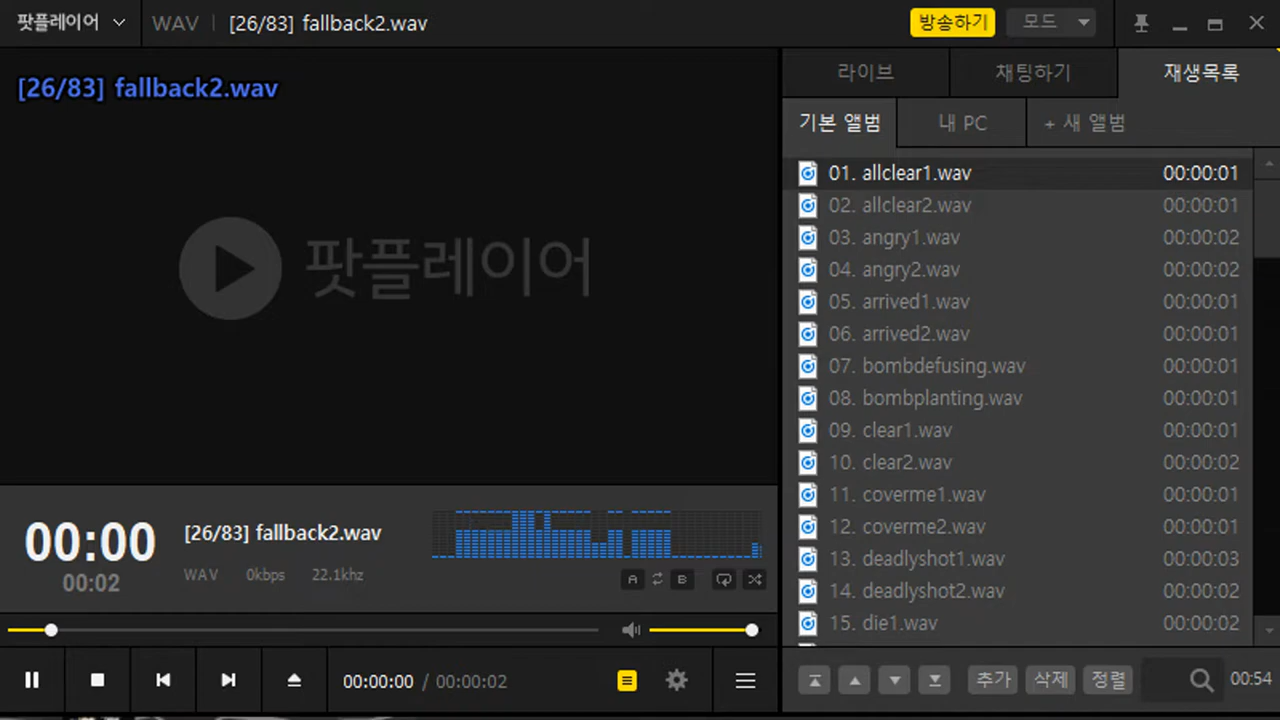 팟플레이어 WAV [26/83] fallback2.wav 방송하기 모드
[26/83] fallback2.wav
팟플레이어
00:00
00:02
[26/83] fallback2.wav
WAV 0kbps 22.1khz
A B
00:00:00 / 00:00:02
라이브 채팅하기 재생목록
기본 앨범 내 PC + 새 앨범
01. allclear1.wav 00:00:01
02. allclear2.wav 00:00:01
03. angry1.wav 00:00:02
04. angry2.wav 00:00:02
05. arrived1.wav 00:00:01
06. arrived2.wav 00:00:01
07. bombdefusing.wav 00:00:01
08. bombplanting.wav 00:00:01
09. clear1.wav 00:00:01
10. clear2.wav 00:00:02
11. coverme1.wav 00:00:01
12. coverme2.wav 00:00:01
13. deadlyshot1.wav 00:00:03
14. deadlyshot2.wav 00:00:02
15. die1.wav 00:00:02
추가 삭제 정렬 00:54